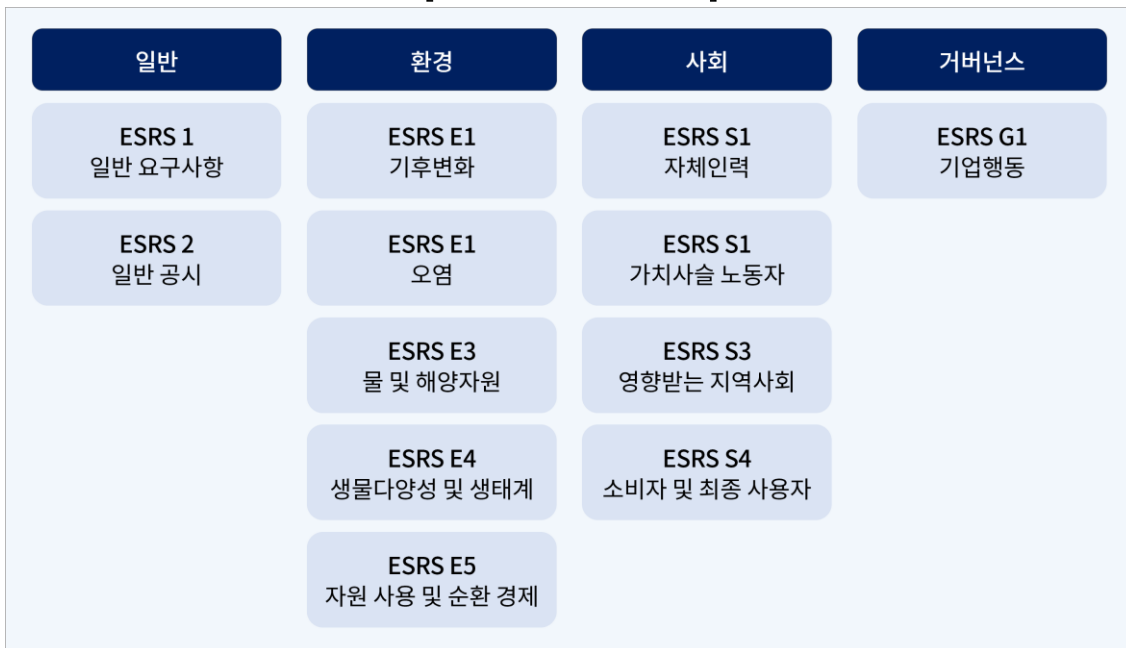 일반
환경
사회
거버넌스
ESRS 1
일반 요구사항
ESRS E1
기후변화
ESRS S1
자체인력
ESRS G1
기업행동
ESRS 2
일반 공시
ESRS E1
오염
ESRS S1
가치사슬 노동자
ESRS E3
물 및 해양자원
ESRS S3
영향받는 지역사회
ESRS E4
생물다양성 및 생태계
ESRS S4
소비자 및 최종 사용자
ESRS E5
자원 사용 및 순환 경제